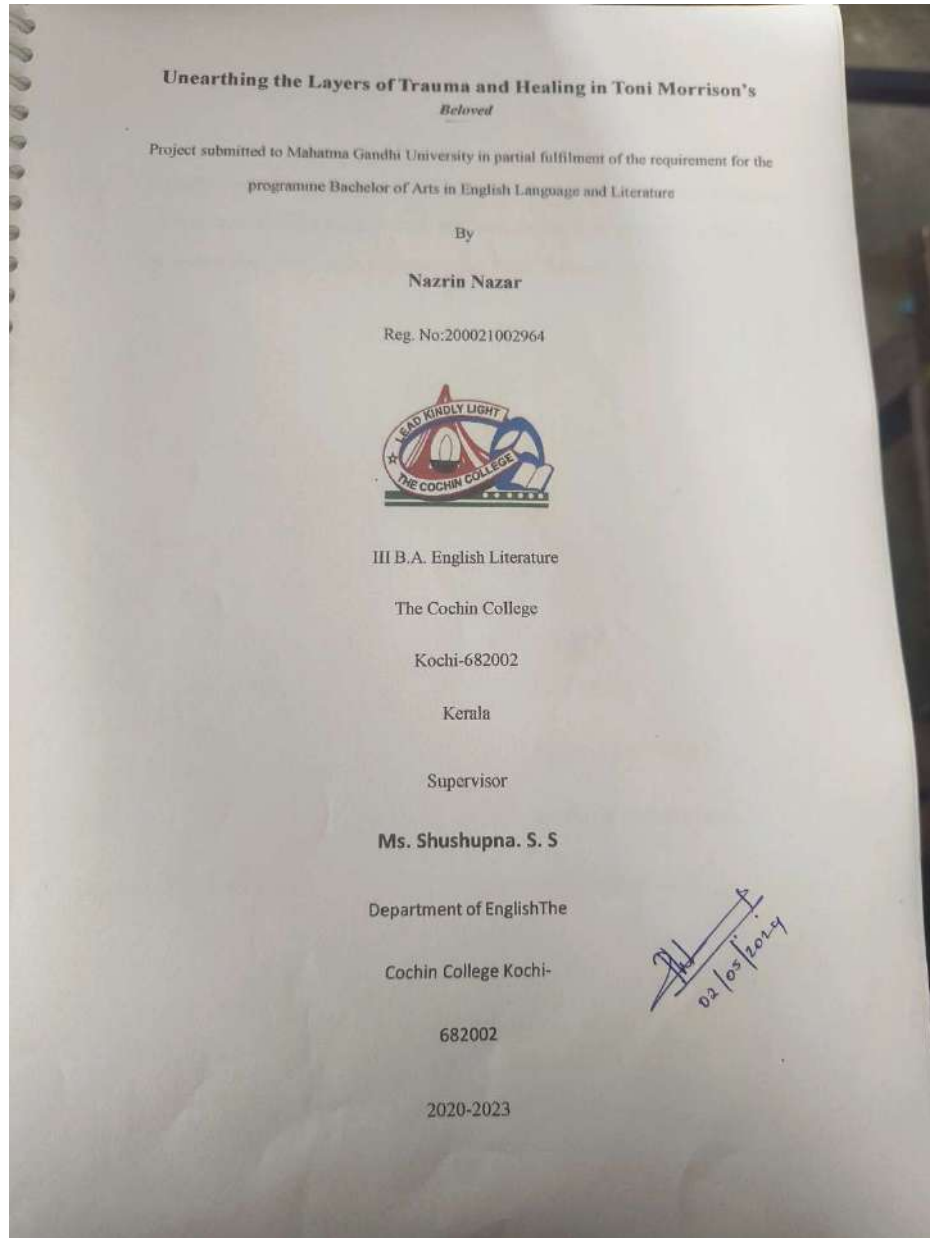 Unearthing the Layers of Trauma and Healing in Toni Morrison's
Beloved
Project submitted to Mahatma Gandhi University in partial fulfilment of the requirement for the
programme Bachelor of Arts in English Language and Literature
By
Nazrin Nazar
Reg. No:200021002964
LEAD KINDLY LIGHT
THE COCHIN COLLEGE
III B.A. English Literature
The Cochin College
Kochi-682002
Kerala
Supervisor
Ms. Shushupna. S. S
Department of EnglishThe
Cochin College Kochi-
682002
02/05/2024
2020-2023